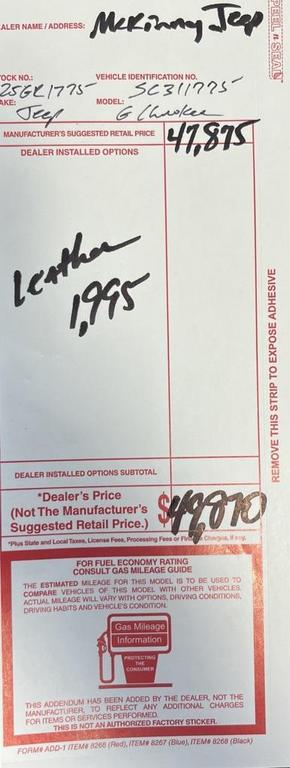 ALER NAME / ADDRESS: McKinney Jeep
PEEL 'n' SEAL
OCK NO.: VEHICLE IDENTIFICATION NO.
25GK1775 SC311775
AKE: MODEL:
Jeep G Cherokee
MANUFACTURER'S SUGGESTED RETAIL PRICE 47,875
DEALER INSTALLED OPTIONS
Leather
1,995
REMOVE THIS STRIP TO EXPOSE ADHESIVE
DEALER INSTALLED OPTIONS SUBTOTAL
*Dealer's Price
(Not The Manufacturer's
Suggested Retail Price.) $49,870
*Plus State and Local Taxes, License Fees, Processing Fees or Finance Charges, if any.
FOR FUEL ECONOMY RATING
CONSULT GAS MILEAGE GUIDE
THE ESTIMATED MILEAGE FOR THIS MODEL IS TO BE USED TO
COMPARE VEHICLES OF THIS MODEL WITH OTHER VEHICLES.
ACTUAL MILEAGE WILL VARY WITH OPTIONS, DRIVING CONDITIONS,
DRIVING HABITS AND VEHICLE'S CONDITION.
Gas Mileage
Information
PROTECTING
THE
CONSUMER
THIS ADDENDUM HAS BEEN ADDED BY THE DEALER, NOT THE
MANUFACTURER, TO REFLECT ANY ADDITIONAL CHARGES
FOR ITEMS OR SERVICES PERFORMED.
THIS IS NOT AN AUTHORIZED FACTORY STICKER.
FORM# ADD-1 ITEM# 8266 (Red), ITEM# 8267 (Blue), ITEM# 8268 (Black)